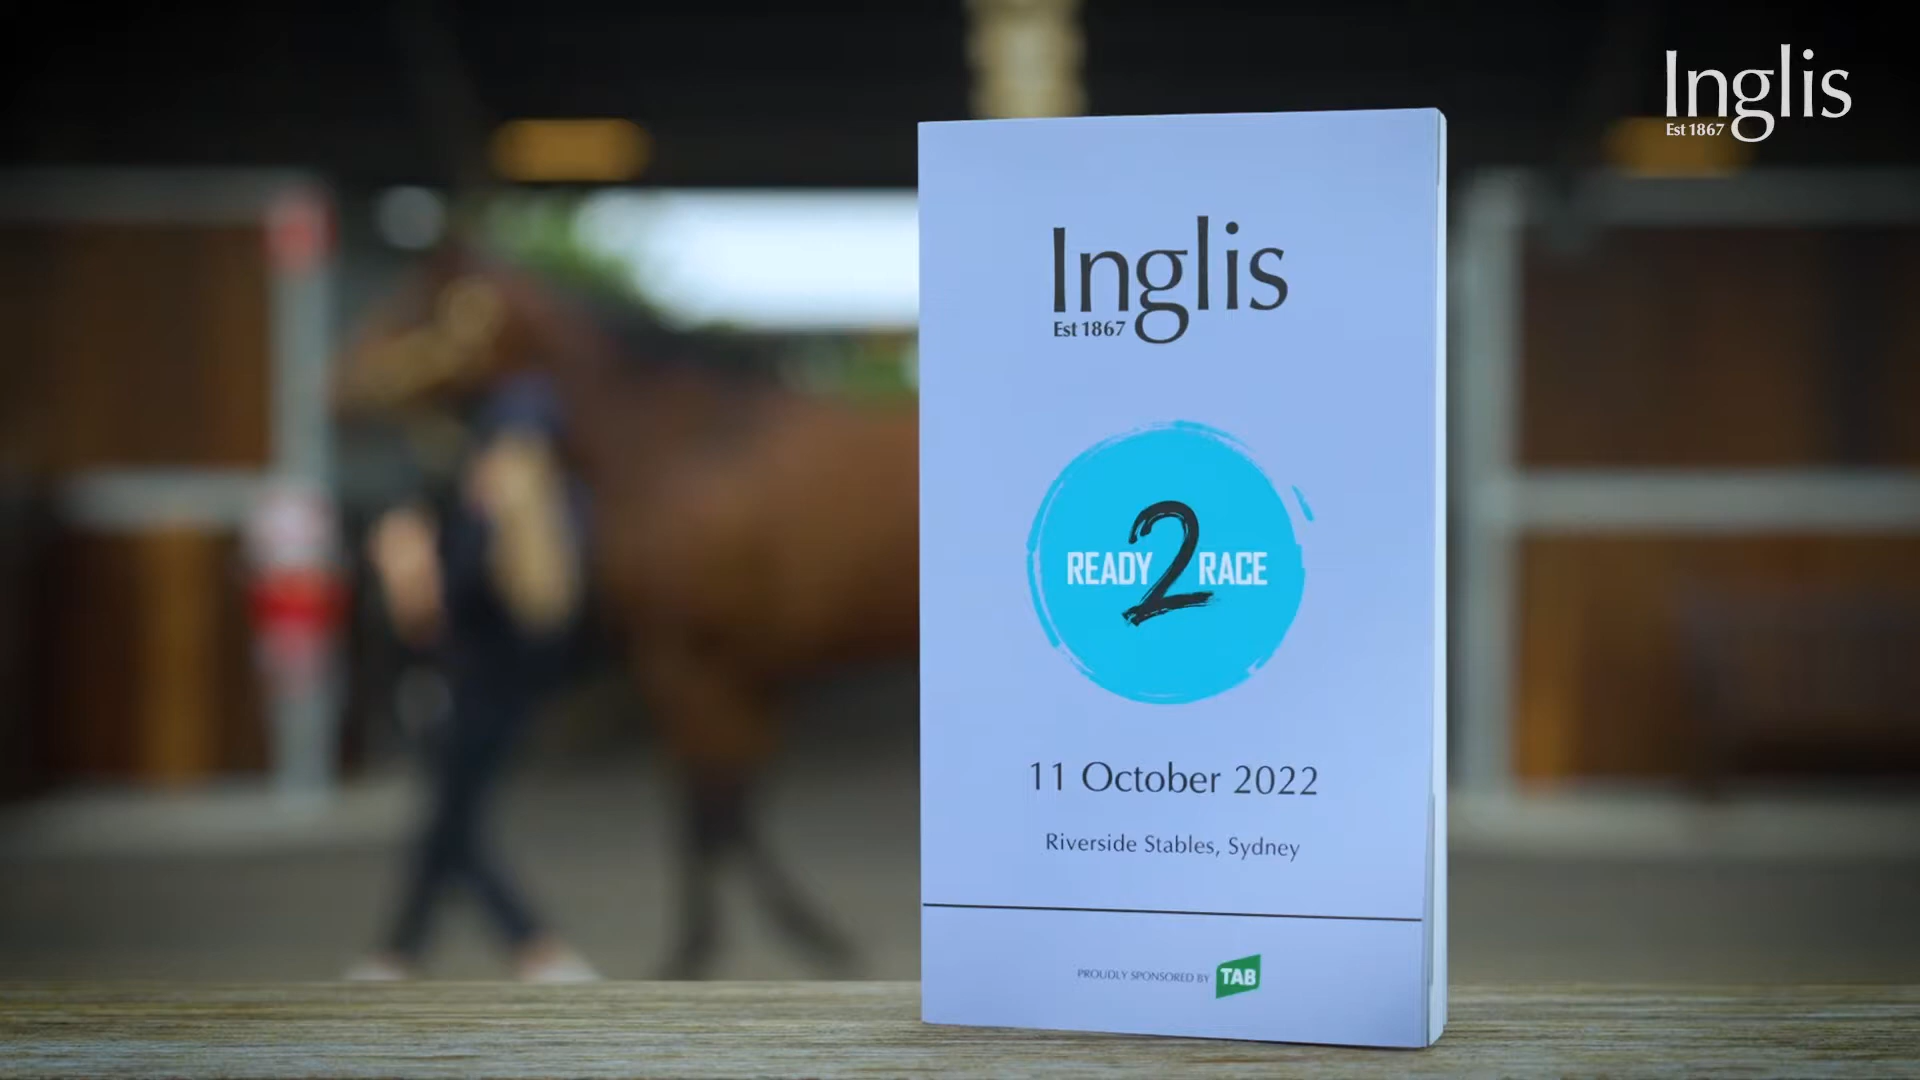 Inglis
Est 1867
Inglis
Est 1867
READY 2 RACE
11 October 2022
Riverside Stables, Sydney
PROUDLY SPONSORED BY TAB